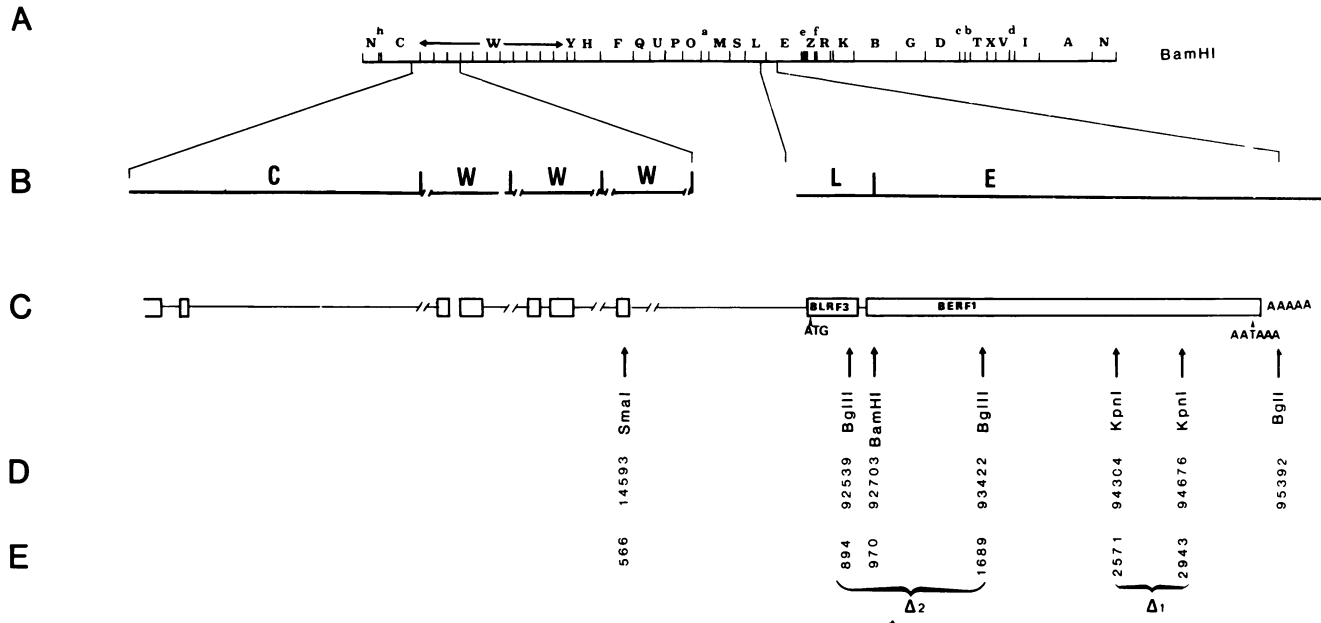 A
N h C W Y H F Q U P O a M S L E e Z f R K B G D c b T X V d I A N BamHI
B
C W W W L E
C
BLRF3 BERF1 AAAAA
ATG AATAAA
SmaI BglII BamHI BglII KpnI KpnI BglI
D
14593 92539 92703 93422 94304 94676 95392
E
566 894 970 1689 2571 2943
Δ2 Δ1